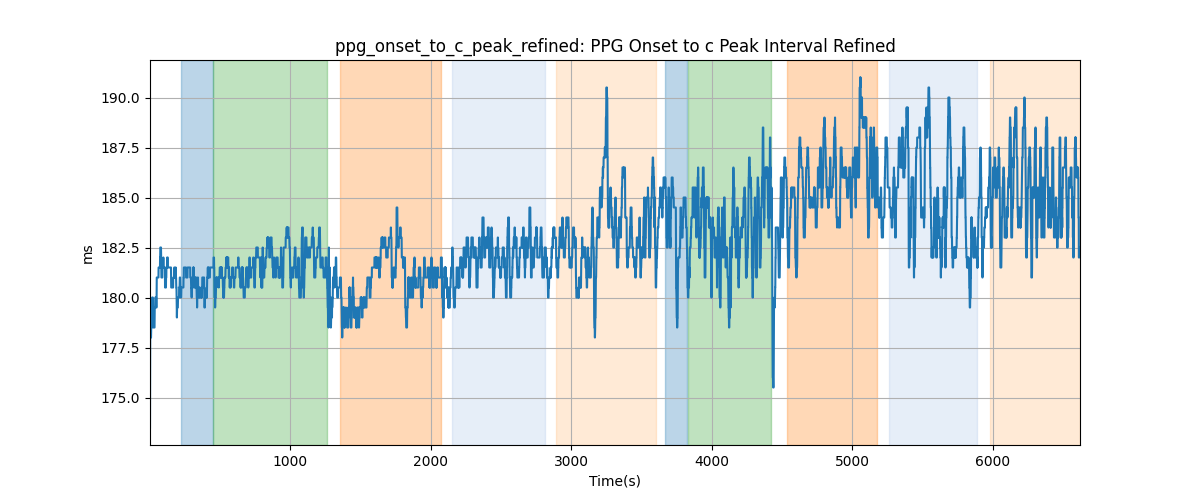 ppg_onset_to_c_peak_refined: PPG Onset to c Peak Interval Refined
190.0
187.5
185.0
182.5
180.0
177.5
175.0
ms
1000 2000 3000 4000 5000 6000
Time(s)